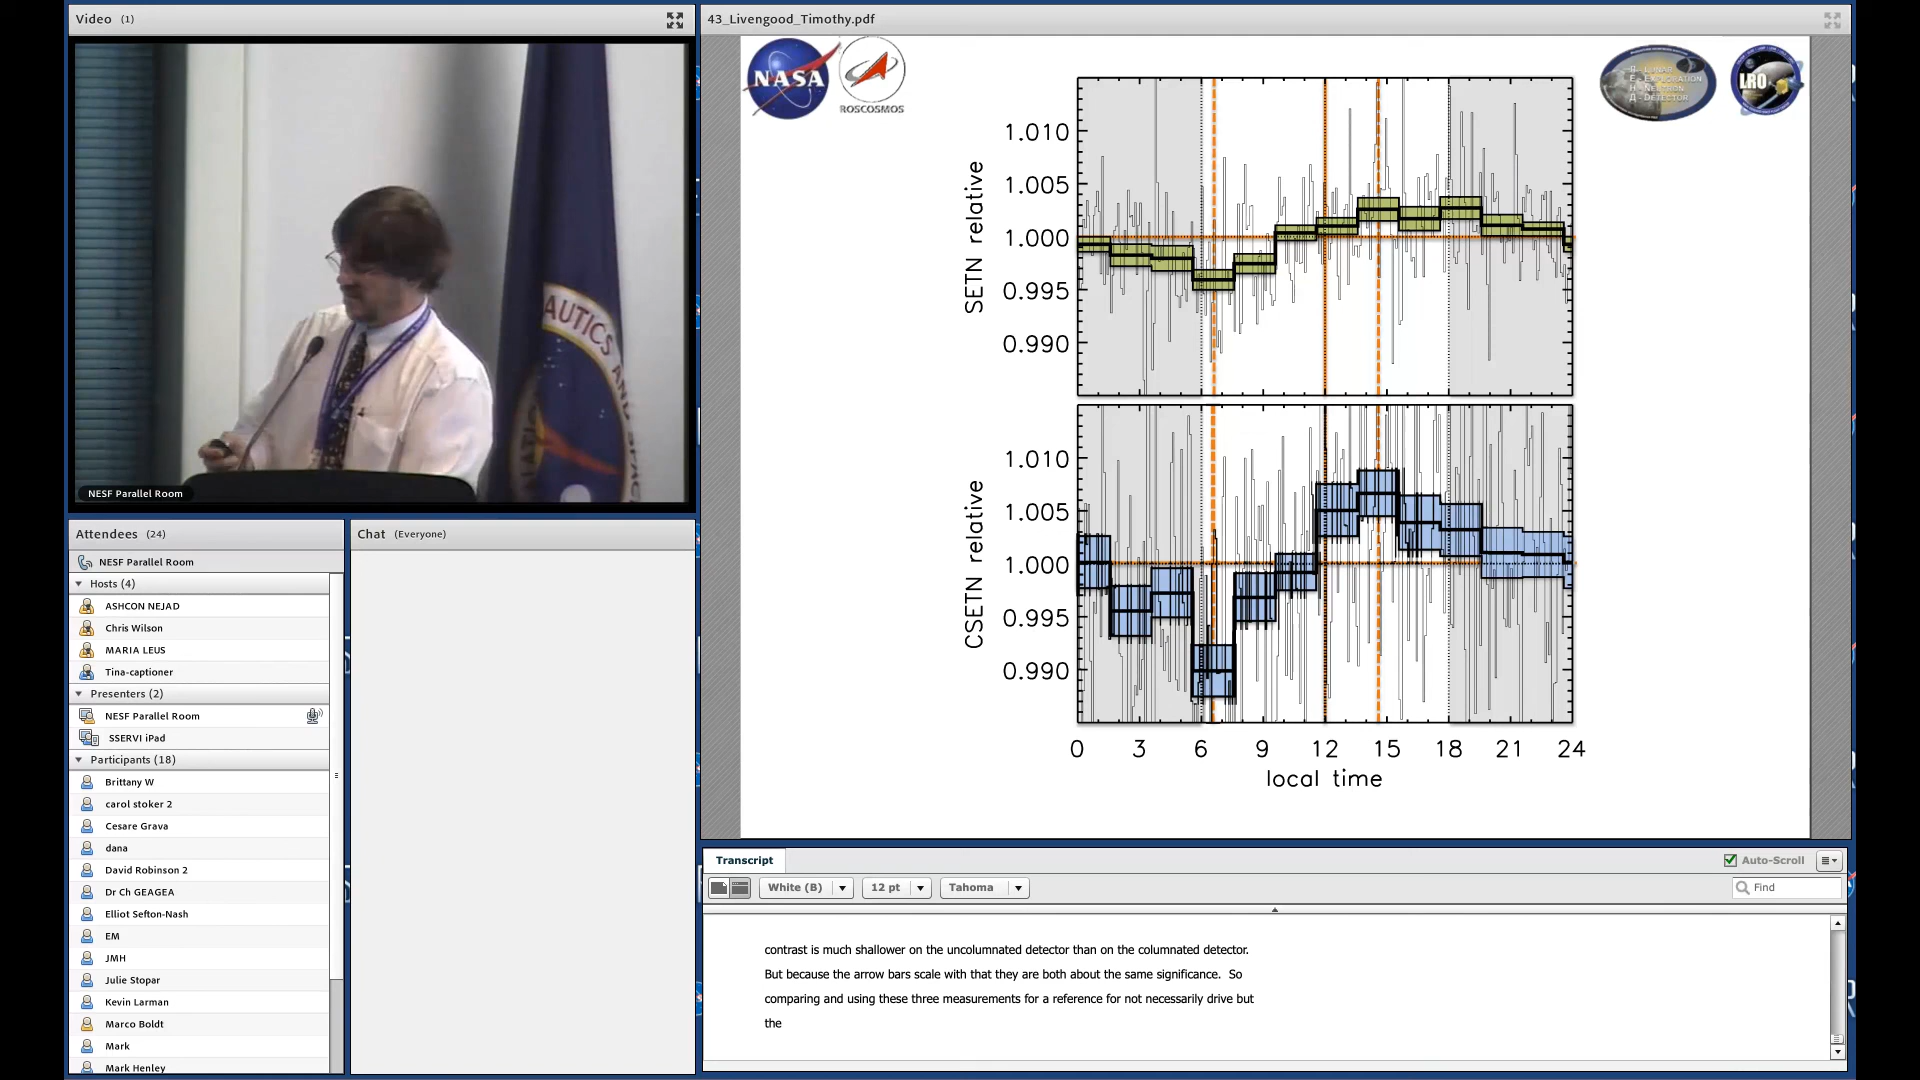 Video (1)
AUTICS AND
NESF Parallel Room
Attendees (24)
NESF Parallel Room
Hosts (4)
ASHCON NEJAD
Chris Wilson
MARIA LEUS
Tina-captioner
Presenters (2)
NESF Parallel Room
SSERVI iPad
Participants (18)
Brittany W
carol stoker 2
Cesare Grava
dana
David Robinson 2
Dr Ch GEAGEA
Elliot Sefton-Nash
EM
JMH
Julie Stopar
Kevin Larman
Marco Boldt
Mark
Mark Henley
Chat (Everyone)
43_Livengood_Timothy.pdf
NASA
ROSCOSMOS
LUNAR
EXPLORATION
NEUTRON
DETECTOR
LRO
SETN relative
1.010
1.005
1.000
0.995
0.990
CSETN relative
1.010
1.005
1.000
0.995
0.990
0 3 6 9 12 15 18 21 24
local time
Transcript
Auto-Scroll
White (B) 12 pt Tahoma
Find
contrast is much shallower on the uncolumnated detector than on the columnated detector.
But because the arrow bars scale with that they are both about the same significance. So
comparing and using these three measurements for a reference for not necessarily drive but
the